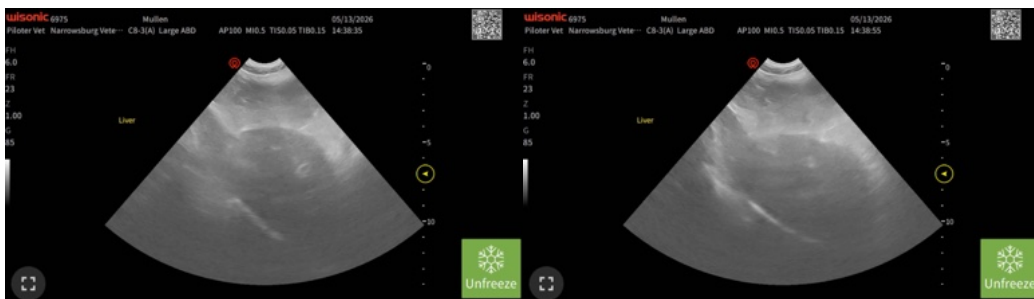 wisonic 6975 Mullen 05/13/2026
Piloter Vet Narrowsburg Vete··· C8-3(A) Large ABD AP100 MI0.5 TIS0.05 TIB0.15 14:38:35
FH
6.0
FR
23
Z
1.00
G
85
Liver
0
5
10
Unfreeze
wisonic 6975 Mullen 05/13/2026
Piloter Vet Narrowsburg Vete··· C8-3(A) Large ABD AP100 MI0.5 TIS0.05 TIB0.15 14:38:55
FH
6.0
FR
23
Z
1.00
G
85
Liver
0
5
10
Unfreeze